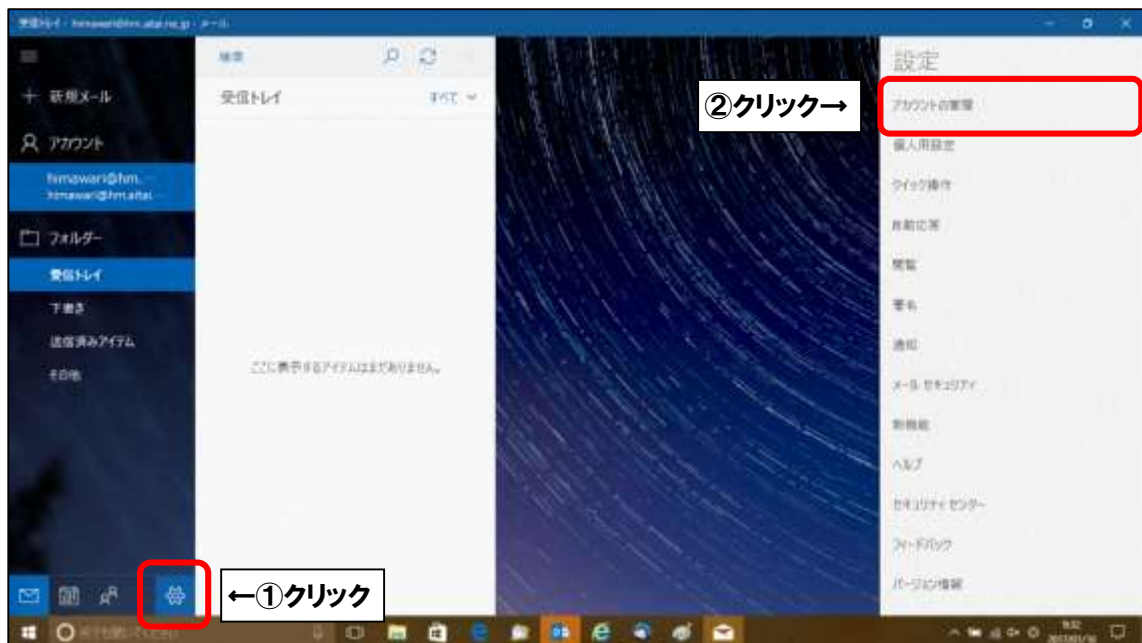 受信トレイ - himawari@hm.aitai.ne.jp - メール
検索
設定
新規メール
受信トレイ
すべて
②クリック→
アカウントの管理
アカウント
個人用設定
himawari@hm.
himawari@hm.aitai.
クイック操作
自動応答
フォルダー
閲覧
受信トレイ
署名
下書き
通知
送信済みアイテム
ここに表示するアイテムはまだありません。
その他
メール セキュリティ
新機能
ヘルプ
セキュリティ センター
フィードバック
バージョン情報
←①クリック
9:32